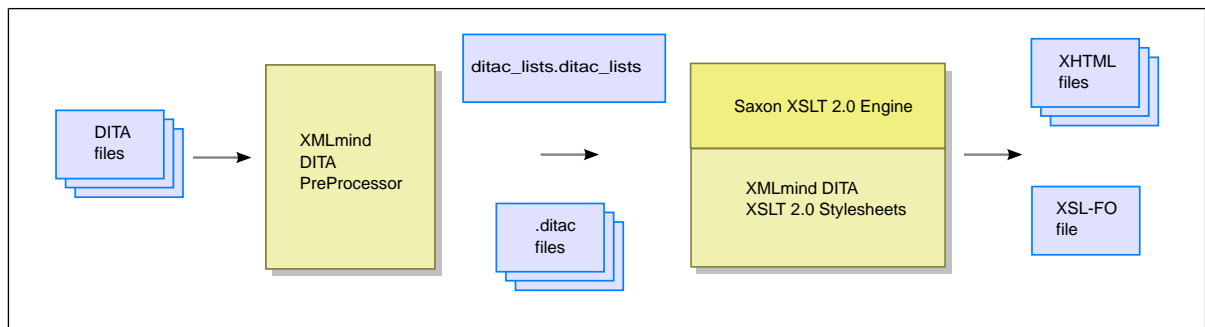 DITA
files
XMLmind
DITA
PreProcessor
ditac_lists.ditac_lists
.ditac
files
Saxon XSLT 2.0 Engine
XMLmind DITA
XSLT 2.0 Stylesheets
XHTML
files
XSL-FO
file